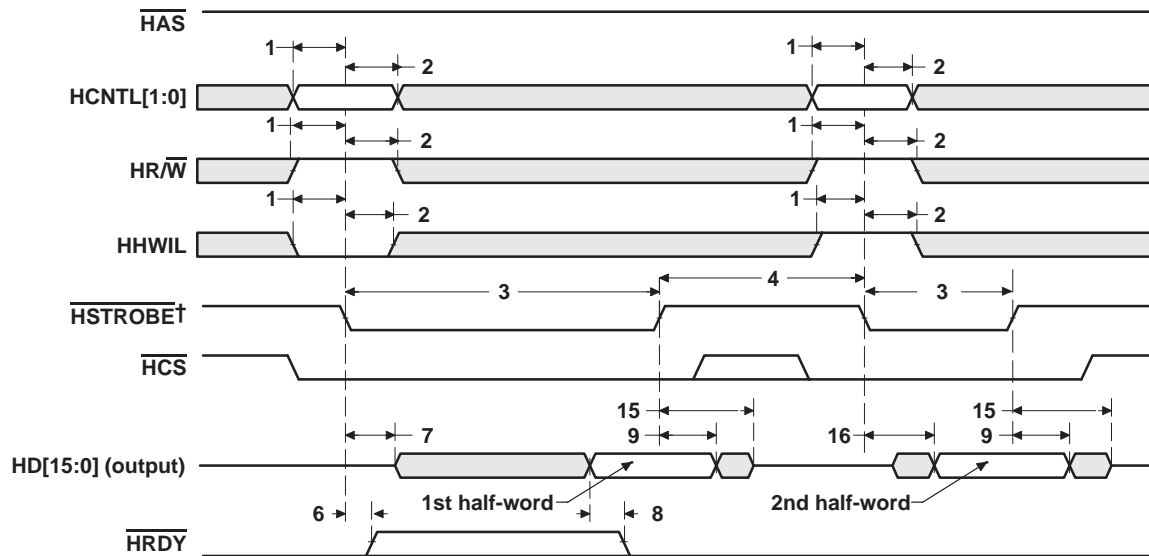 HAS
1
2
1
2
HCNTL[1:0]
1
2
1
2
HR/W
1
2
1
2
HHWIL
3
4
3
HSTROBE†
HCS
15
15
7
9
16
9
HD[15:0] (output)
1st half-word
2nd half-word
6
8
HRDY